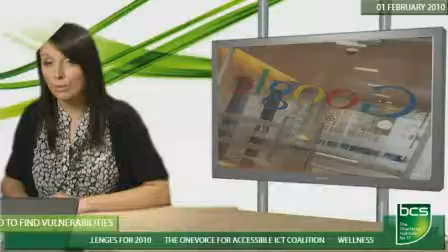 01 FEBRUARY 2010
Google
D TO FIND VULNERABILITIES
LLENGES FOR 2010 THE ONEVOICE FOR ACCESSIBLE ICT COALITION WELLNESS
bcs
The
Chartered
Institute
for IT